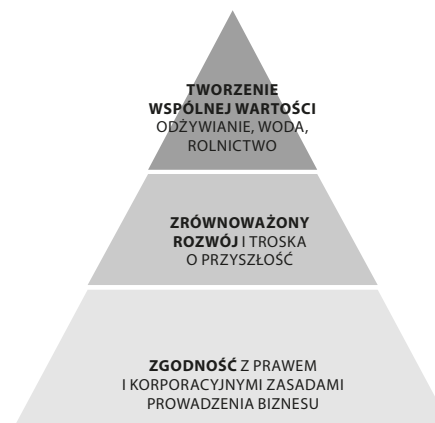 TWORZENIE
WSPÓLNEJ WARTOŚCI
ODŻYWIANIE, WODA,
ROLNICTWO
ZRÓWNOWAŻONY
ROZWÓJ I TROSKA
O PRZYSZŁOŚĆ
ZGODNOŚĆ Z PRAWEM
I KORPORACYJNYMI ZASADAMI
PROWADZENIA BIZNESU